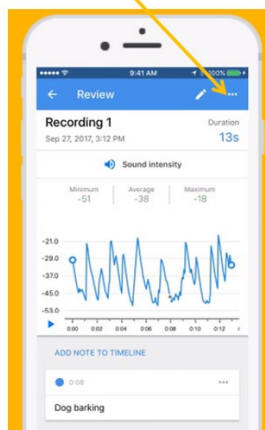 9:41 AM 100%
Review
Recording 1 Duration
Sep 27, 2017, 3:12 PM 13s
Sound intensity
Minimum Average Maximum
-51 -38 -18
-21.0
-29.0
-37.0
-45.0
-53.0
0:00 0:02 0:04 0:06 0:08 0:10 0:12
ADD NOTE TO TIMELINE
0:08
Dog barking